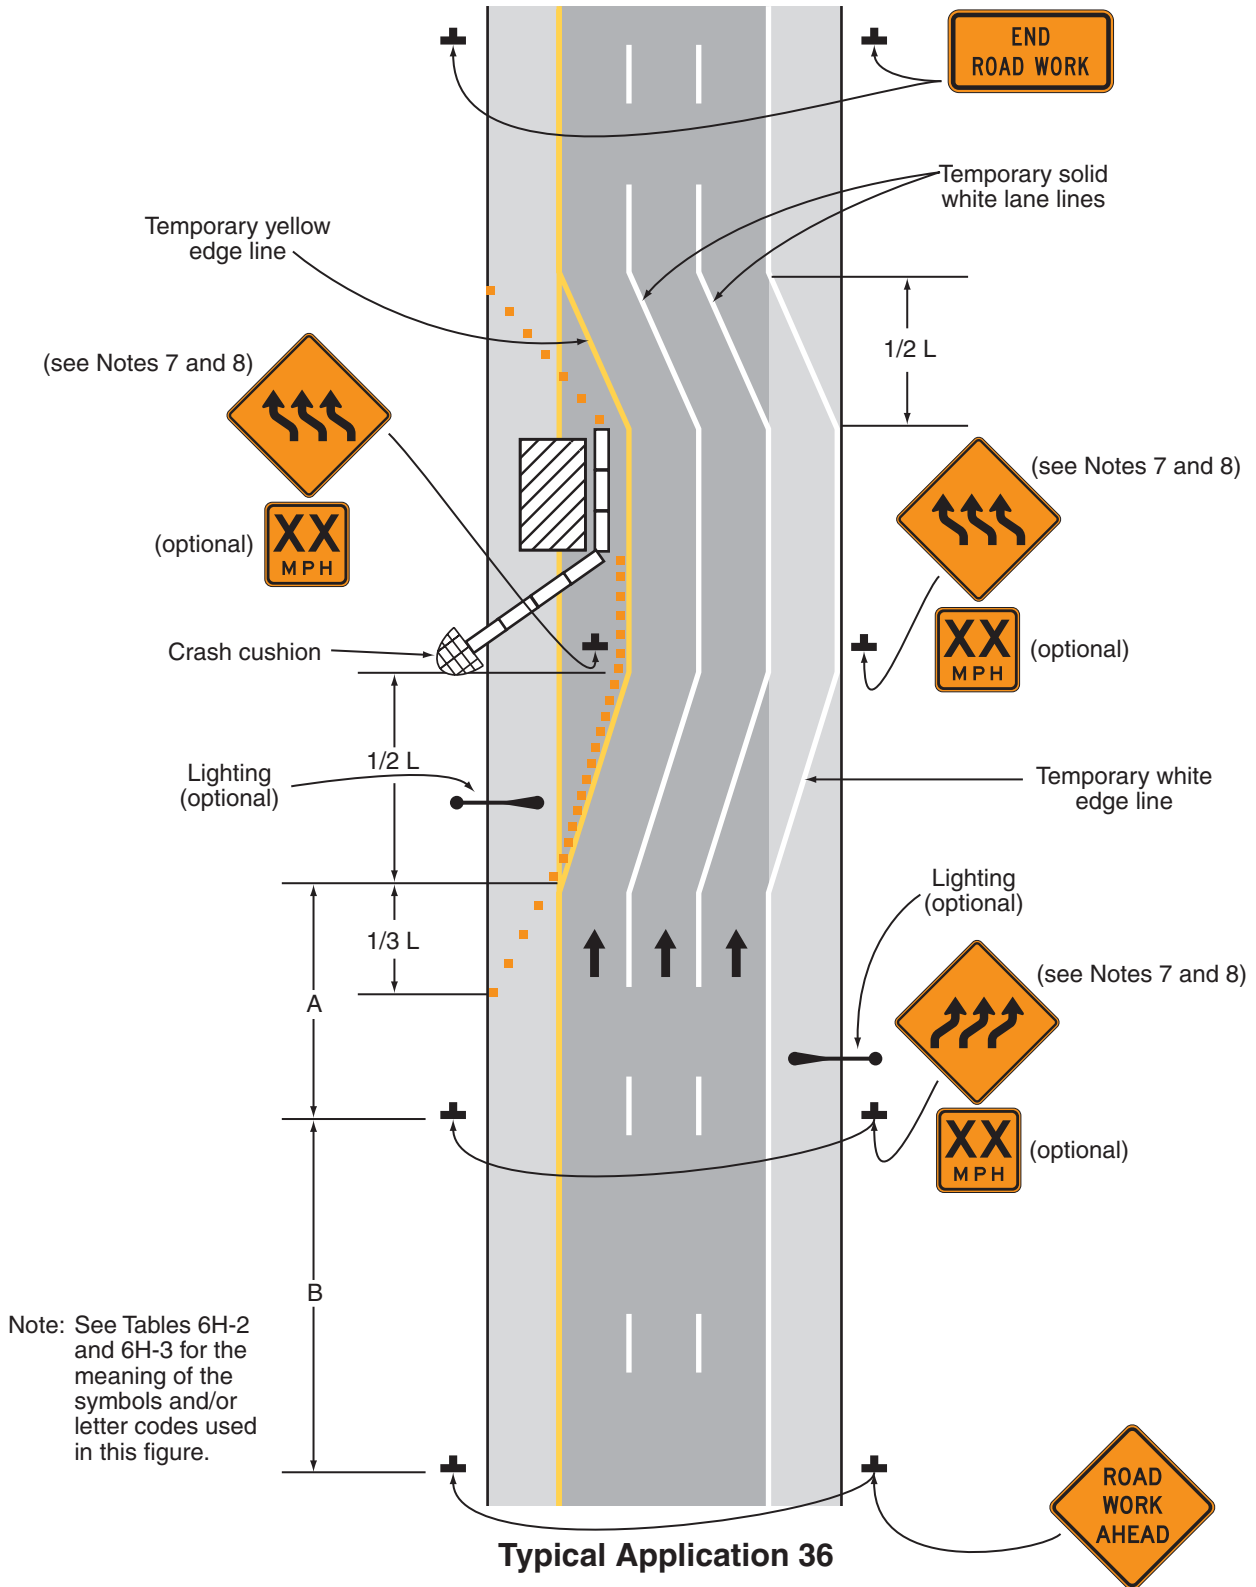 END
ROAD WORK
Temporary solid
white lane lines
Temporary yellow
edge line
1/2 L
(see Notes 7 and 8)
(see Notes 7 and 8)
XX
MPH
(optional)
XX
MPH
(optional)
Crash cushion
1/2 L
Lighting
(optional)
Temporary white
edge line
Lighting
(optional)
1/3 L
(see Notes 7 and 8)
A
XX
MPH
(optional)
B
Note: See Tables 6H-2
and 6H-3 for the
meaning of the
symbols and/or
letter codes used
in this figure.
ROAD
WORK
AHEAD
Typical Application 36